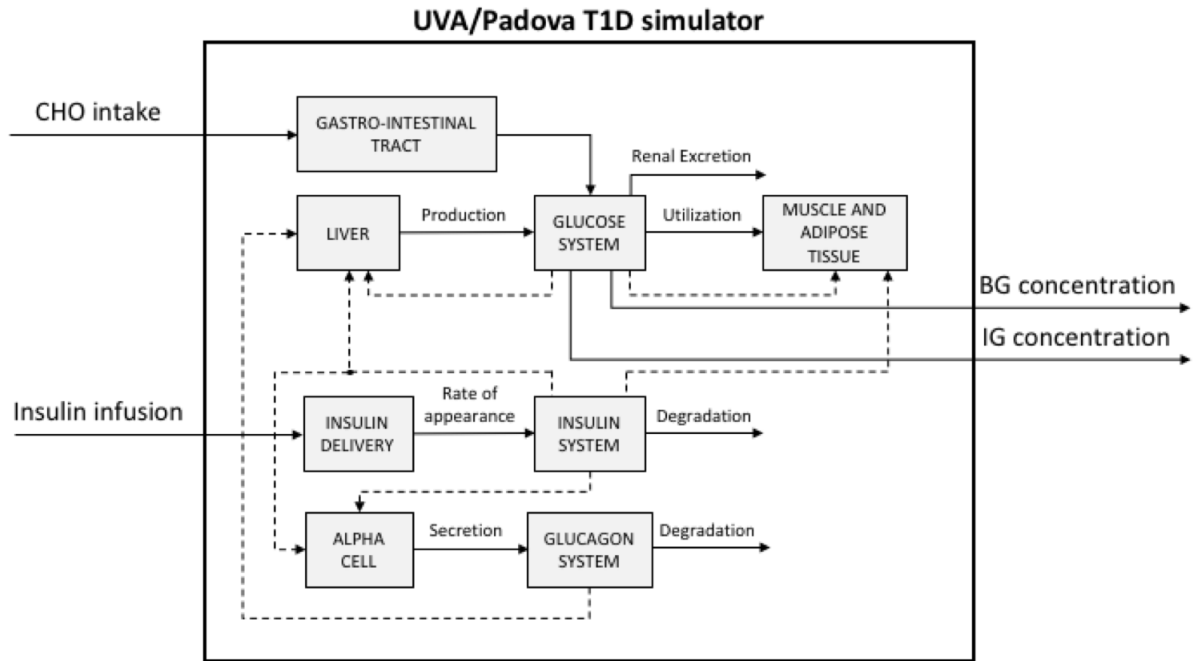 UVA/Padova T1D simulator
CHO intake
GASTRO-INTESTINAL
TRACT
Renal Excretion
LIVER
Production
GLUCOSE
SYSTEM
Utilization
MUSCLE AND
ADIPOSE
TISSUE
BG concentration
IG concentration
Insulin infusion
INSULIN
DELIVERY
Rate of
appearance
INSULIN
SYSTEM
Degradation
ALPHA
CELL
Secretion
GLUCAGON
SYSTEM
Degradation